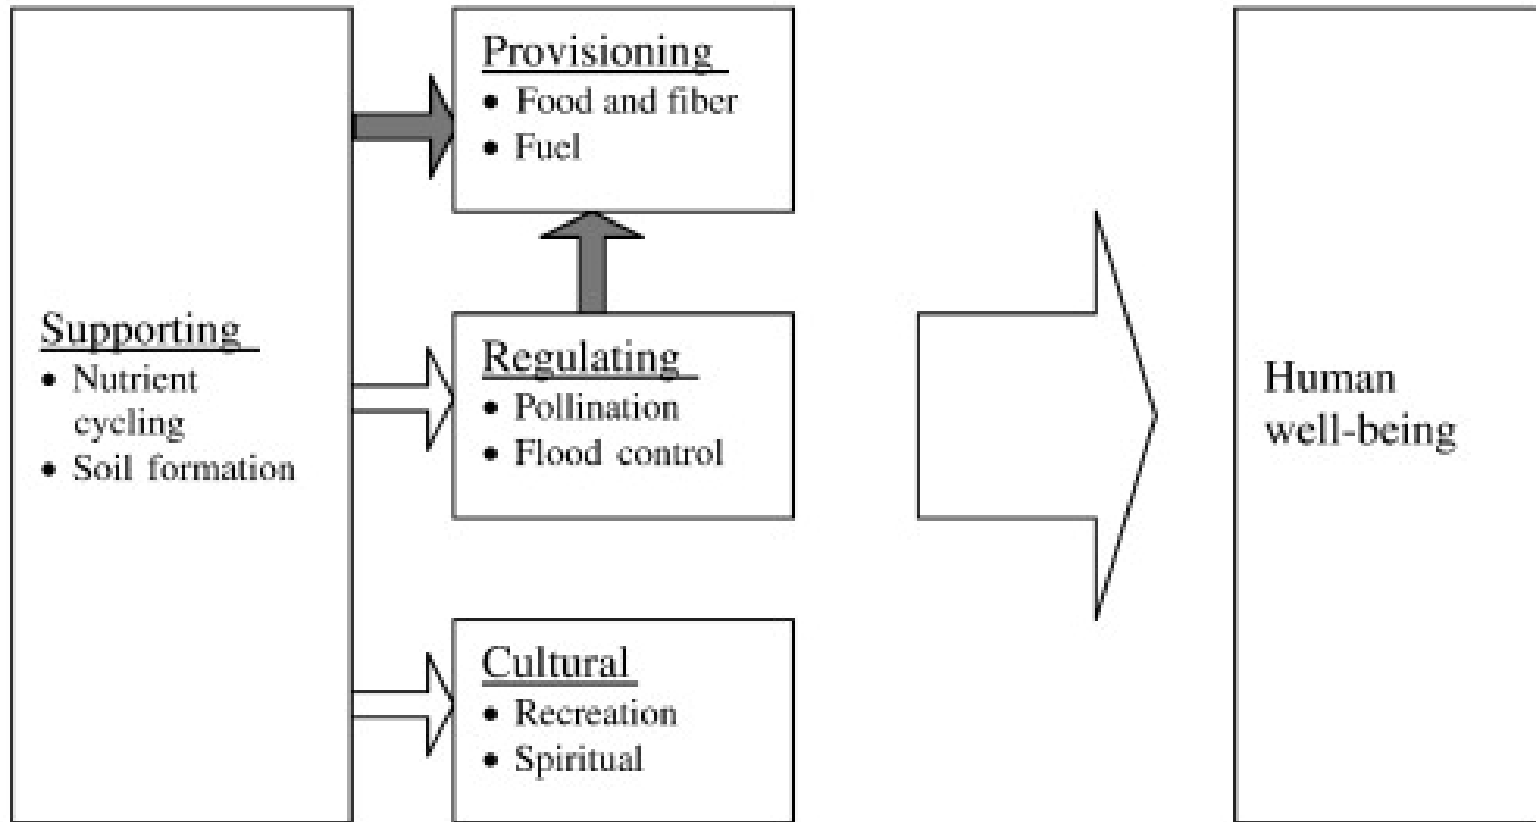 Provisioning
• Food and fiber
• Fuel
Supporting
• Nutrient
cycling
• Soil formation
Regulating
• Pollination
• Flood control
Cultural
• Recreation
• Spiritual
Human
well-being